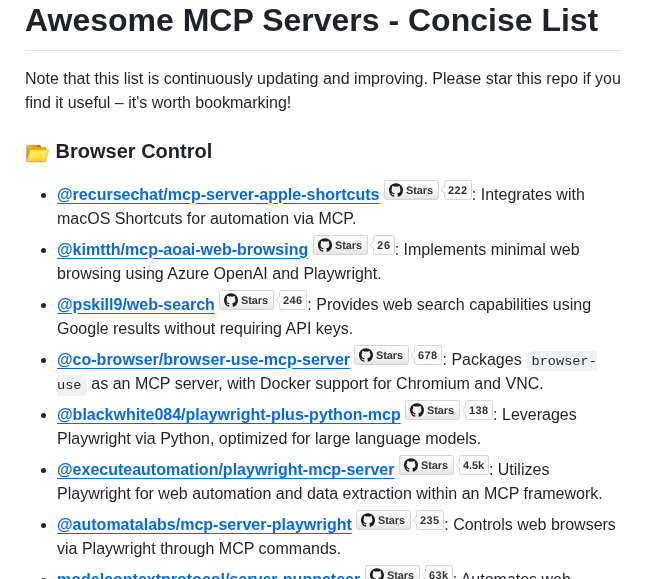 Awesome MCP Servers - Concise List
Note that this list is continuously updating and improving. Please star this repo if you
find it useful – it's worth bookmarking!
Browser Control
@recursechat/mcp-server-apple-shortcuts Stars 222 : Integrates with
macOS Shortcuts for automation via MCP.
@kimtth/mcp-aoai-web-browsing Stars 26 : Implements minimal web
browsing using Azure OpenAI and Playwright.
@pskill9/web-search Stars 246 : Provides web search capabilities using
Google results without requiring API keys.
@co-browser/browser-use-mcp-server Stars 678 : Packages browser-
use as an MCP server, with Docker support for Chromium and VNC.
@blackwhite084/playwright-plus-python-mcp Stars 138 : Leverages
Playwright via Python, optimized for large language models.
@executeautomation/playwright-mcp-server Stars 4.5k : Utilizes
Playwright for web automation and data extraction within an MCP framework.
@automatalabs/mcp-server-playwright Stars 235 : Controls web browsers
via Playwright through MCP commands.
modelcontextprotocol/server-puppeteer Stars 63k : Automates web